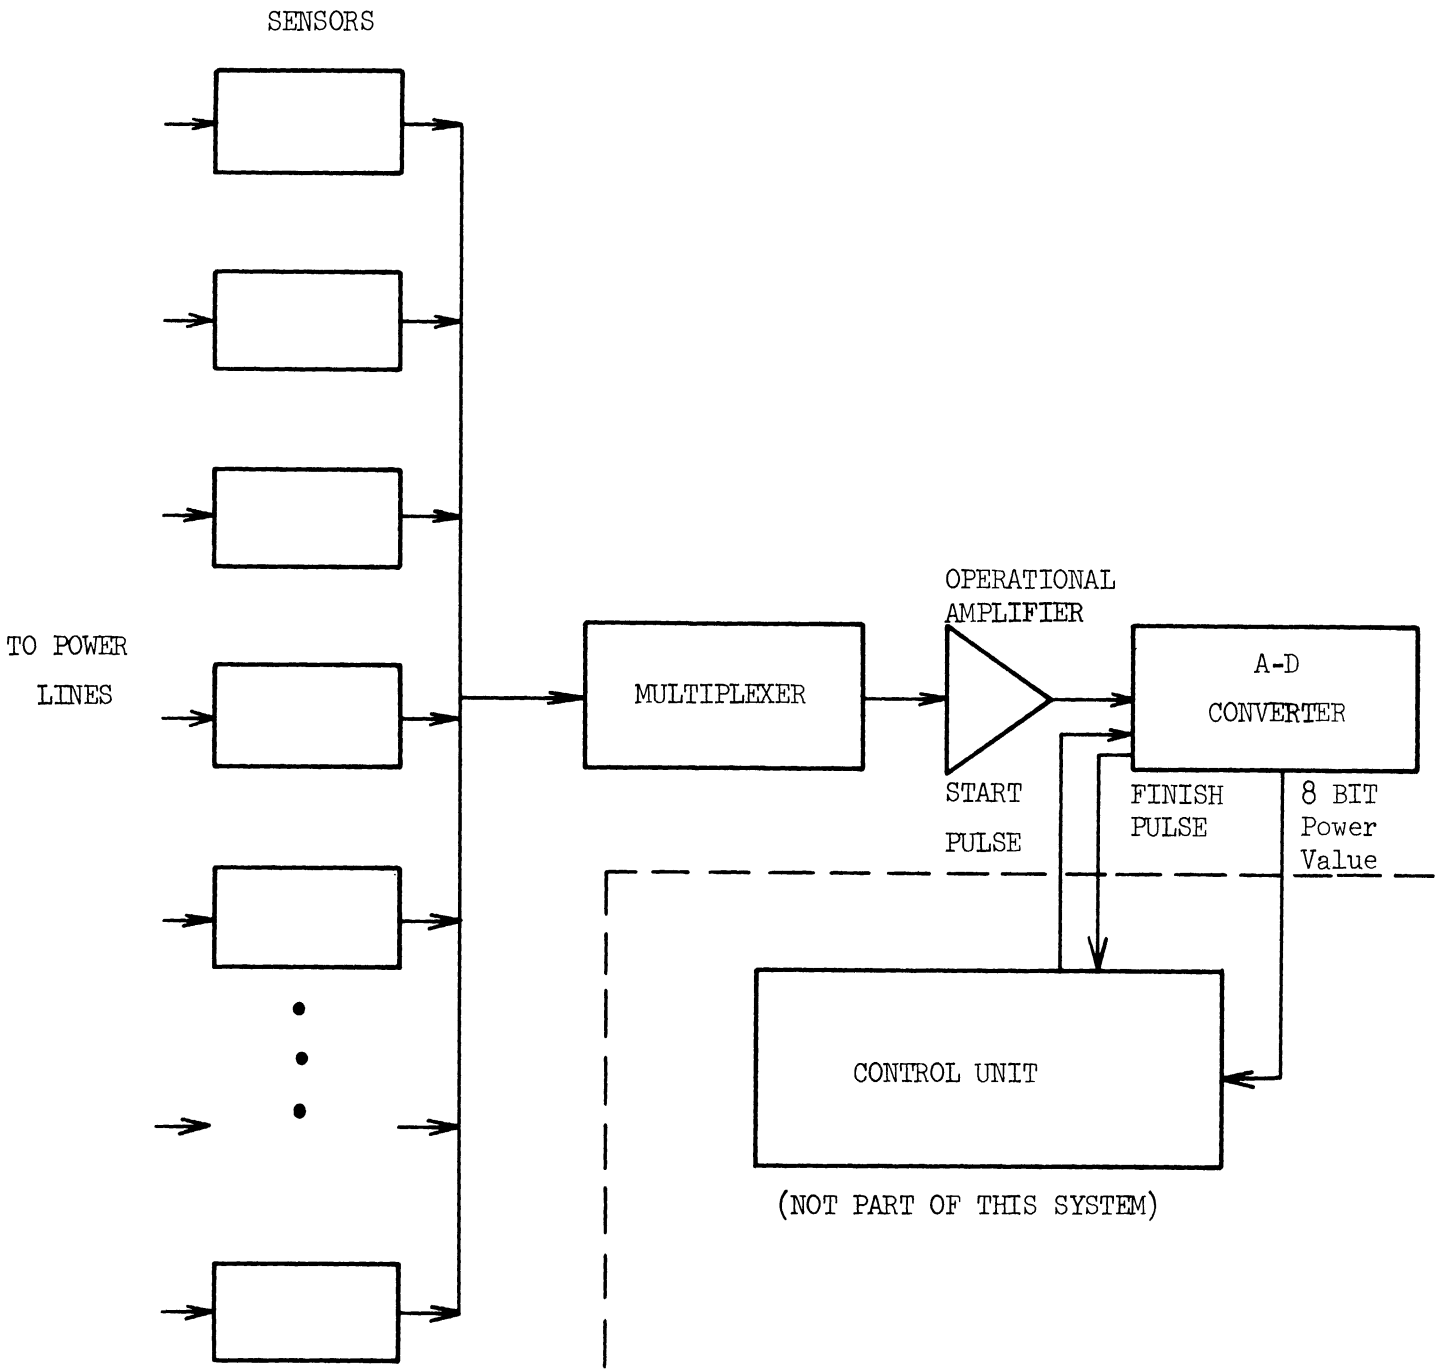 SENSORS
TO POWER
LINES
MULTIPLEXER
OPERATIONAL
AMPLIFIER
A-D
CONVERTER
START
PULSE
FINISH
PULSE
8 BIT
Power
Value
CONTROL UNIT
(NOT PART OF THIS SYSTEM)